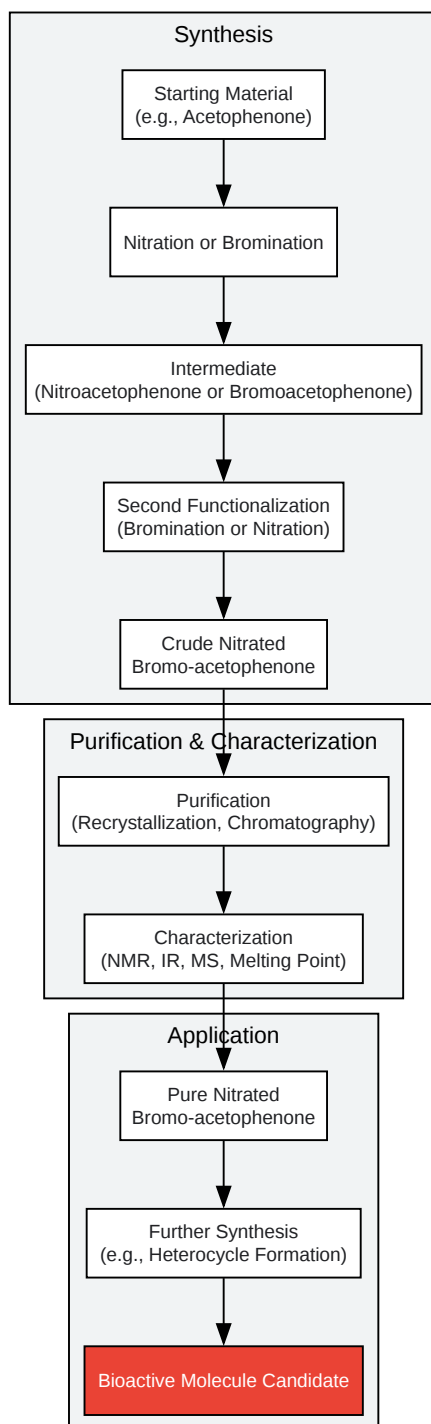 Synthesis
Starting Material
(e.g., Acetophenone)
Nitration or Bromination
Intermediate
(Nitroacetophenone or Bromoacetophenone)
Second Functionalization
(Bromination or Nitration)
Crude Nitrated
Bromo-acetophenone
Purification & Characterization
Purification
(Recrystallization, Chromatography)
Characterization
(NMR, IR, MS, Melting Point)
Application
Pure Nitrated
Bromo-acetophenone
Further Synthesis
(e.g., Heterocycle Formation)
Bioactive Molecule Candidate